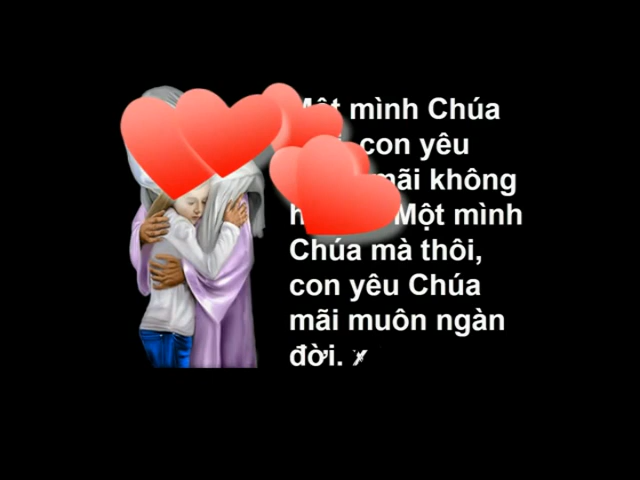 mình Chúa
con yêu
mãi không
Một mình
Chúa mà thôi,
con yêu Chúa
mãi muôn ngàn
đời.